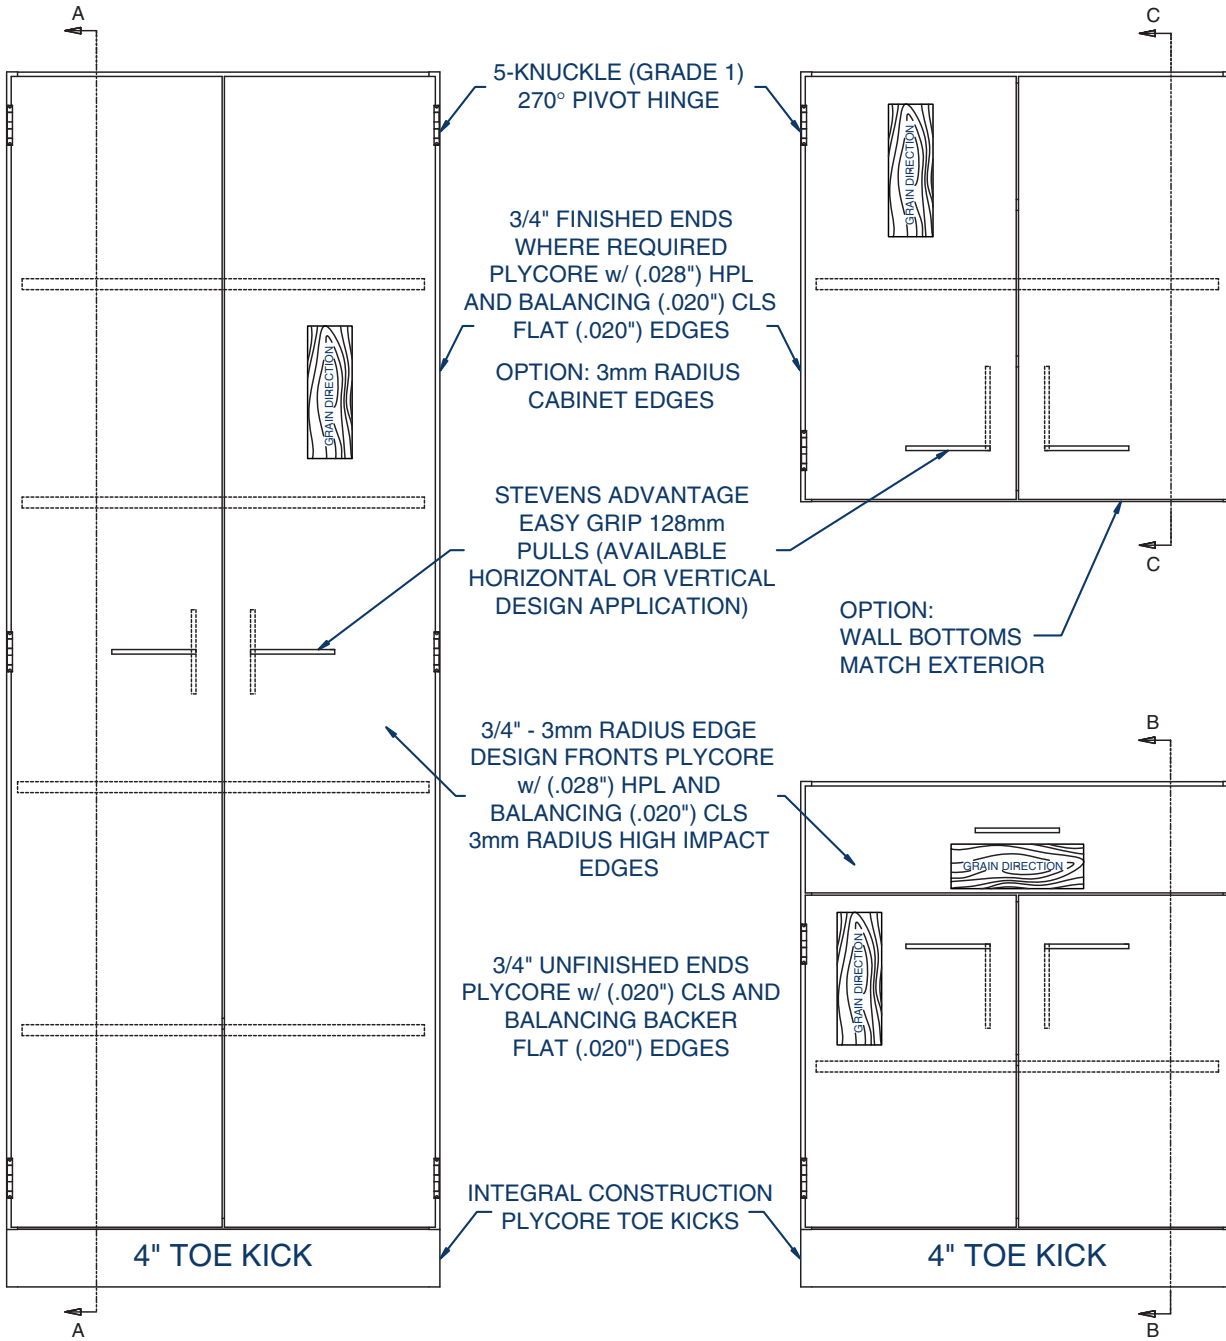 A
C
5-KNUCKLE (GRADE 1)
270° PIVOT HINGE
GRAIN DIRECTION
3/4" FINISHED ENDS
WHERE REQUIRED
PLYCORE w/ (.028") HPL
AND BALANCING (.020") CLS
FLAT (.020") EDGES
OPTION: 3mm RADIUS
CABINET EDGES
GRAIN DIRECTION
STEVENS ADVANTAGE
EASY GRIP 128mm
PULLS (AVAILABLE
HORIZONTAL OR VERTICAL
DESIGN APPLICATION)
C
OPTION:
WALL BOTTOMS
MATCH EXTERIOR
B
3/4" - 3mm RADIUS EDGE
DESIGN FRONTS PLYCORE
w/ (.028") HPL AND
BALANCING (.020") CLS
3mm RADIUS HIGH IMPACT
EDGES
GRAIN DIRECTION
GRAIN DIRECTION
3/4" UNFINISHED ENDS
PLYCORE w/ (.020") CLS AND
BALANCING BACKER
FLAT (.020") EDGES
INTEGRAL CONSTRUCTION
PLYCORE TOE KICKS
4" TOE KICK
4" TOE KICK
A
B